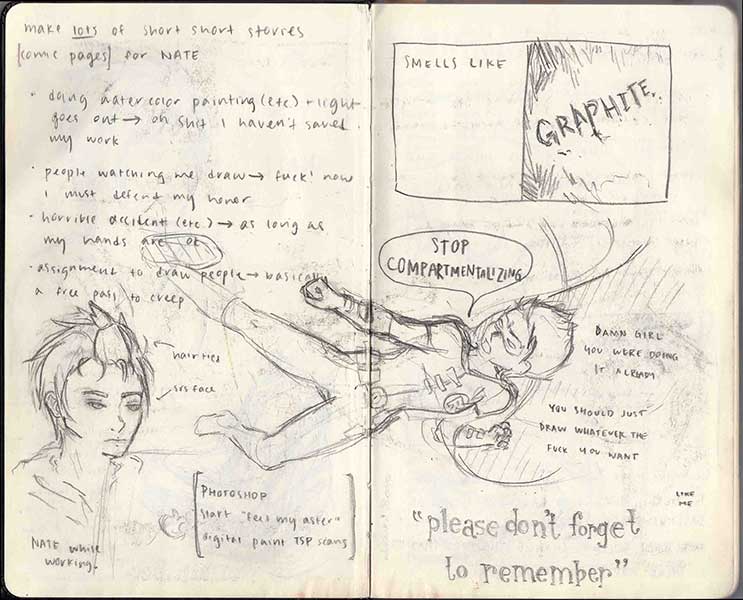 make lots of short short stories
[comic pages] for NATE
· doing watercolor painting (etc) + light
goes out → oh shit I haven't saved
my work
· people watching me draw → fuck! now
I must defend my honor
· horrible accident (etc.) → as long as
my hands are ok
· assignment to draw people → basically
a free pass to creep
hair tied
srs face
NATE while
working.
PHOTOSHOP
start "feel my aster"
digital paint TSP scans
SMELLS LIKE
GRAPHITE.
STOP
COMPARTMENTALIZING
DAMN GIRL
YOU WERE DOING
IT ALREADY
YOU SHOULD JUST
DRAW WHATEVER THE
FUCK YOU WANT
LIKE
ME
"please don't forget
to remember"